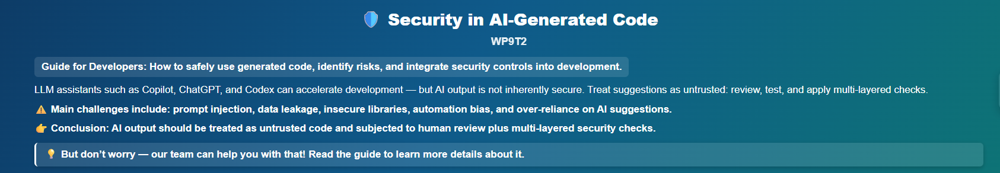 🛡️ Security in AI-Generated Code
WP9T2
Guide for Developers: How to safely use generated code, identify risks, and integrate security controls into development.
LLM assistants such as Copilot, ChatGPT, and Codex can accelerate development — but AI output is not inherently secure. Treat suggestions as untrusted: review, test, and apply multi-layered checks.
⚠️ Main challenges include: prompt injection, data leakage, insecure libraries, automation bias, and over-reliance on AI suggestions.
👉 Conclusion: AI output should be treated as untrusted code and subjected to human review plus multi-layered security checks.
💡 But don’t worry — our team can help you with that! Read the guide to learn more details about it.